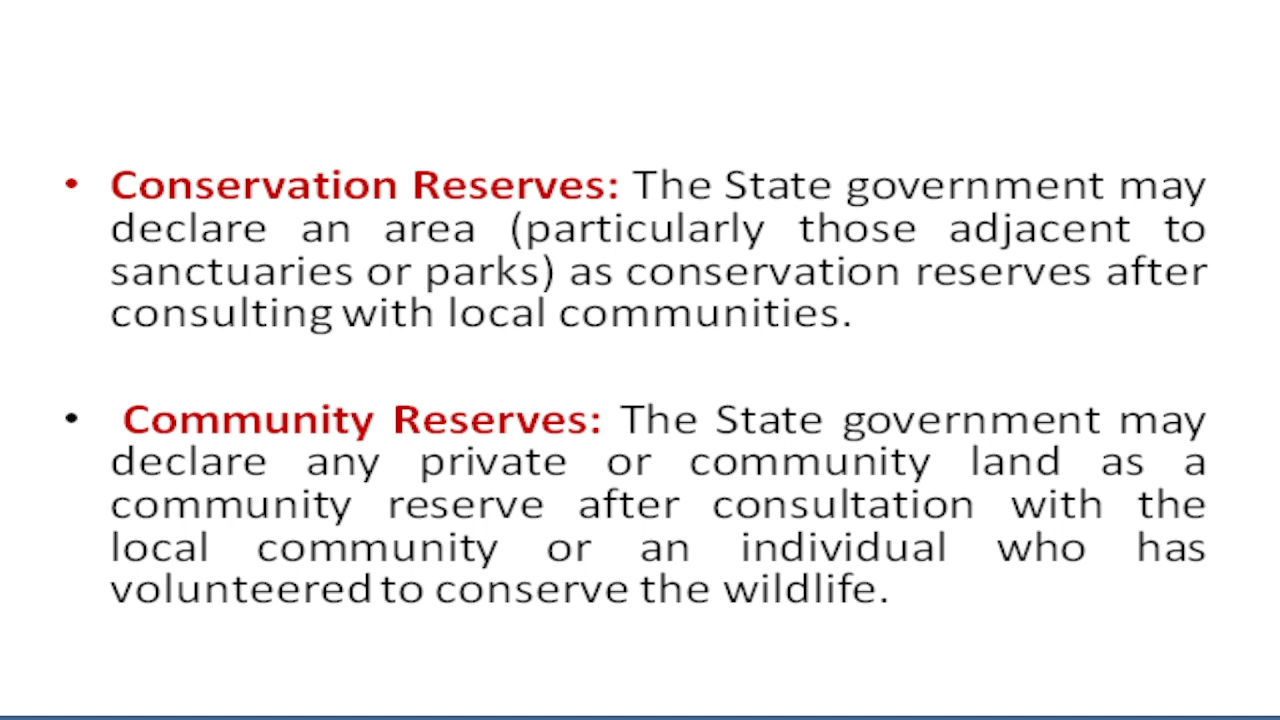 • Conservation Reserves: The State government may
declare an area (particularly those adjacent to
sanctuaries or parks) as conservation reserves after
consulting with local communities.
• Community Reserves: The State government may
declare any private or community land as a
community reserve after consultation with the
local community or an individual who has
volunteered to conserve the wildlife.